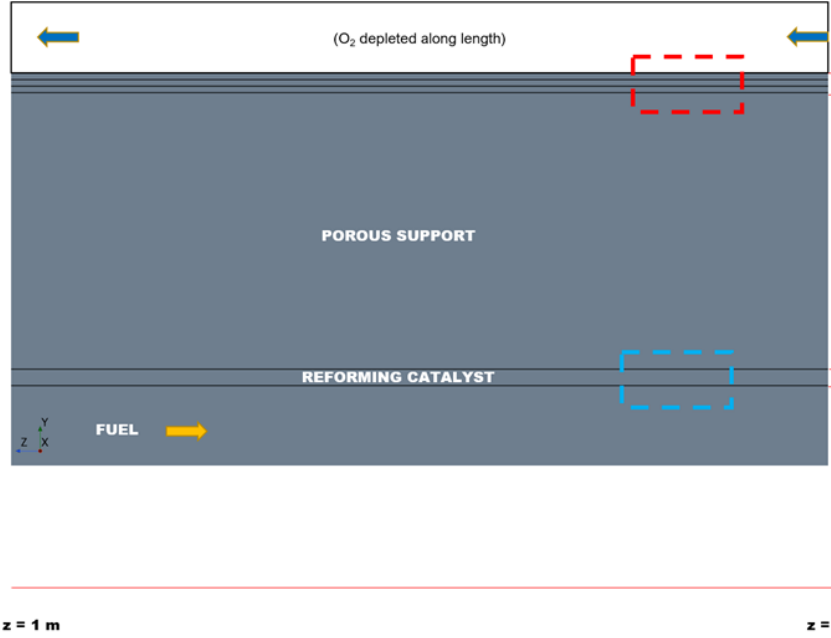 (O₂ depleted along length)
POROUS SUPPORT
REFORMING CATALYST
FUEL
Y
Z X
z = 1 m
z =